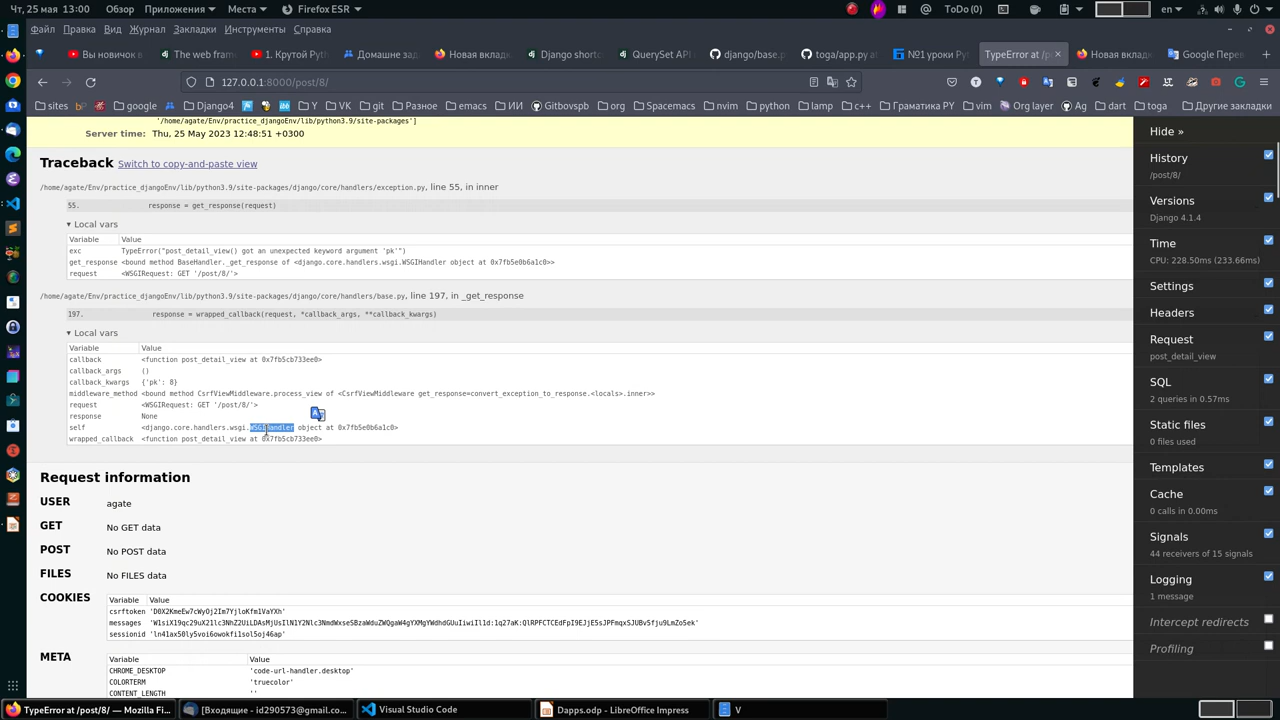 Чт, 25 мая 13:00 Обзор Приложения Места Firefox ESR @ ToDo (0) en
Файл Правка Вид Журнал Закладки Инструменты Справка
Вы новичок в The web fram 1. Крутой Py Домашне зад Новая вклад Django shortc QuerySet API django/base.p toga/app.py at №1 уроки Pyt TypeError at /p Новая вкладк Google Перев
127.0.0.1:8000/post/8/
sites google Django4 Y VK git Разное emacs ИИ Gitbovspb org space nvim python lamp c++ Граматика РУ vim Org layer Ag dart toga Другие закладки
'/home/agate/Env/practice_djangoEnv/lib/python3.9/site-packages']
Server time: Thu, 25 May 2023 12:48:51 +0300
Traceback Switch to copy-and-paste view
/home/agate/Env/practice_djangoEnv/lib/python3.9/site-packages/django/core/handlers/exception.py, line 55, in inner
55. response = get_response(request)
▼ Local vars
Variable Value
exc TypeError("post_detail_view() got an unexpected keyword argument 'pk'")
get_response <bound method BaseHandler._get_response of <django.core.handlers.wsgi.WSGIHandler object at 0x7fb5e0b6a1c0>>
request <WSGIRequest: GET '/post/8/'>
/home/agate/Env/practice_djangoEnv/lib/python3.9/site-packages/django/core/handlers/base.py, line 197, in _get_response
197. response = wrapped_callback(request, *callback_args, **callback_kwargs)
▼ Local vars
Variable Value
callback <function post_detail_view at 0x7fb5cb733ee0>
callback_args ()
callback_kwargs {'pk': 8}
middleware_method <bound method CsrfViewMiddleware.process_view of <CsrfViewMiddleware get_response=convert_exception_to_response.<locals>.inner>>
request <WSGIRequest: GET '/post/8/'>
response None
self <django.core.handlers.wsgi.WSGIHandler object at 0x7fb5e0b6a1c0>
wrapped_callback <function post_detail_view at 0x7fb5cb733ee0>
Request information
USER agate
GET No GET data
POST No POST data
FILES No FILES data
COOKIES
Variable Value
csrftoken 'D0X2KmeEw7cWyOj2Im7YjloKfm1VaYXh'
messages
sessionid 'ln41ax50ly5voi6owokfi1sol5oj46ap'
META
Variable Value
CHROME_DESKTOP 'code-url-handler.desktop'
COLORTERM 'truecolor'
CONTENT_LENGTH ''
Hide »
History
/post/8/
Versions
Django 4.1.4
Time
CPU: 228.50ms (233.66ms)
Settings
Headers
Request
post_detail_view
SQL
2 queries in 0.57ms
Static files
0 files used
Templates
Cache
0 calls in 0.00ms
Signals
44 receivers of 15 signals
Logging
1 message
Intercept redirects
Profiling
TypeError at /post/8/ — Mozilla Fi... [Входящие - id290573@gmail.co... Visual Studio Code Dapps.odp - LibreOffice Impress V